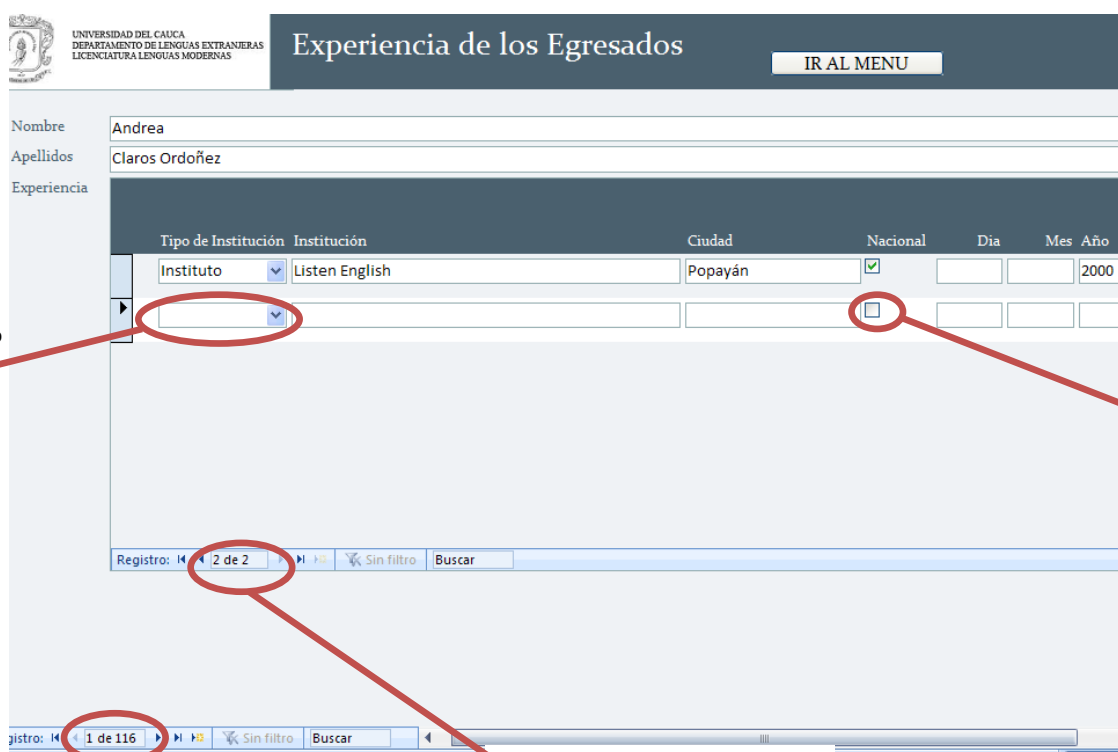 UNIVERSIDAD DEL CAUCA
DEPARTAMENTO DE LENGUAS EXTRANJERAS
LICENCIATURA LENGUAS MODERNAS
Experiencia de los Egresados
IR AL MENU
Nombre Andrea
Apellidos Claros Ordoñez
Experiencia
Tipo de Institución Institución Ciudad Nacional Dia Mes Año
Instituto Listen English Popayán 2000
Registro: 2 de 2 Sin filtro Buscar
gistro: 1 de 116 Sin filtro Buscar